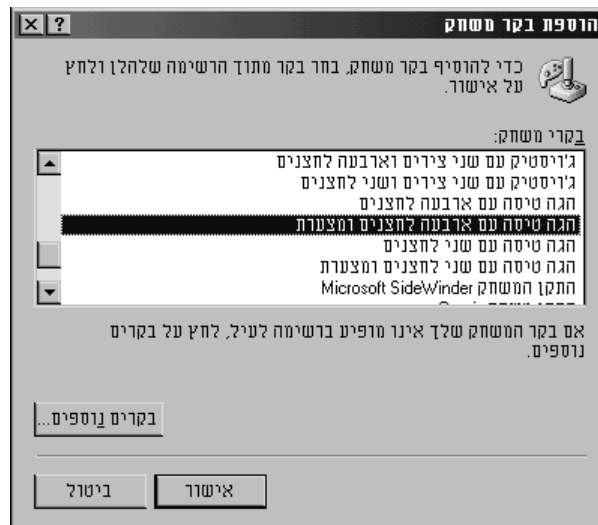 הוספת בקר משחק
כדי להוסיף בקר משחק, בחר בקר מתוך הרשימה שלהלן ולחץ
על אישור.
בקרי משחק:
ג'ויסטיק עם שני צירים וארבעה לחצנים
ג'ויסטיק עם שני צירים ושני לחצנים
הגה טיסה עם ארבעה לחצנים
הגה טיסה עם ארבעה לחצנים ומצערת
הגה טיסה עם שני לחצנים
הגה טיסה עם שני לחצנים ומצערת
התקן המשחק Microsoft SideWinder
אם בקר המשחק שלך אינו מופיע ברשימה לעיל, לחץ על בקרים
נוספים.
בקרים נוספים...
אישור
ביטול